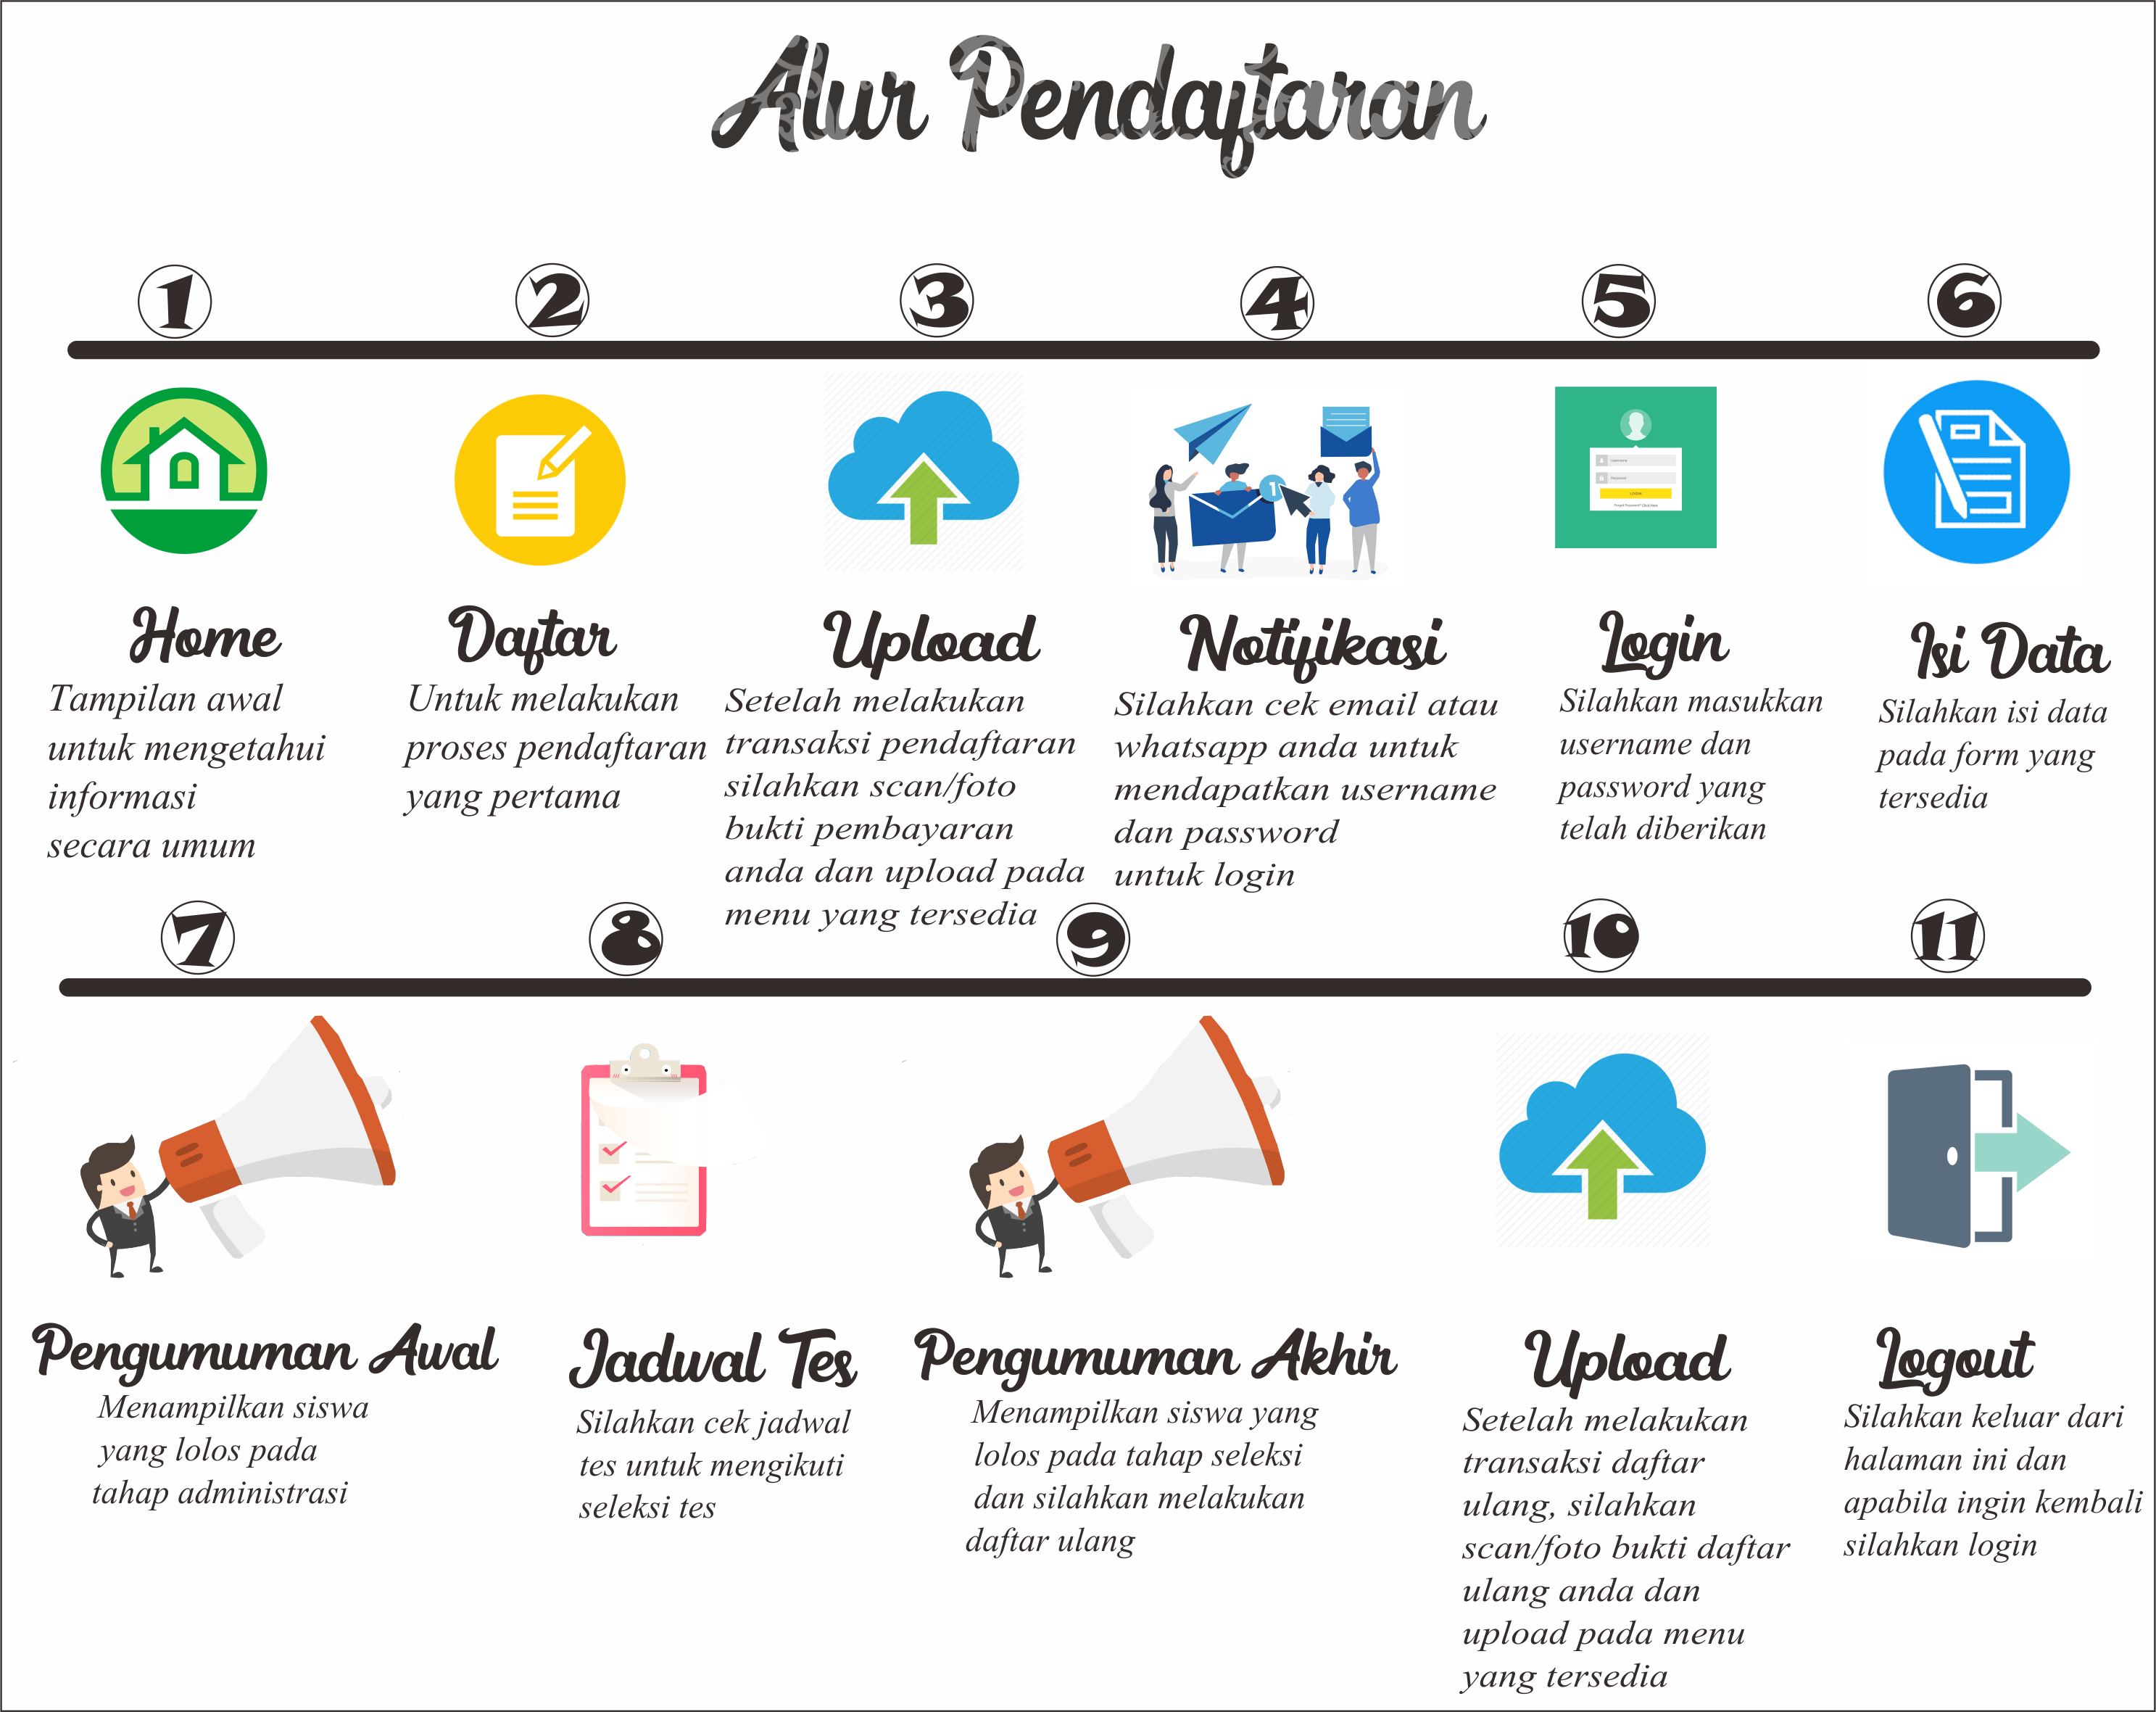 Alur Pendaftaran
1
2
3
4
5
6
Home
Tampilan awal
untuk mengetahui
informasi
secara umum
Daftar
Untuk melakukan
proses pendaftaran
yang pertama
Upload
Setelah melakukan
transaksi pendaftaran
silahkan scan/foto
bukti pembayaran
anda dan upload pada
menu yang tersedia
1
Notifikasi
Silahkan cek email atau
whatsapp anda untuk
mendapatkan username
dan password
untuk login
Username
Password
LOGIN
Forgot Password? Click Here
Login
Silahkan masukkan
username dan
password yang
telah diberikan
Isi Data
Silahkan isi data
pada form yang
tersedia
7
8
9
10
11
Pengumuman Awal
Menampilkan siswa
yang lolos pada
tahap administrasi
Jadwal Tes
Silahkan cek jadwal
tes untuk mengikuti
seleksi tes
Pengumuman Akhir
Menampilkan siswa yang
lolos pada tahap seleksi
dan silahkan melakukan
daftar ulang
Upload
Setelah melakukan
transaksi daftar
ulang, silahkan
scan/foto bukti daftar
ulang anda dan
upload pada menu
yang tersedia
Logout
Silahkan keluar dari
halaman ini dan
apabila ingin kembali
silahkan login